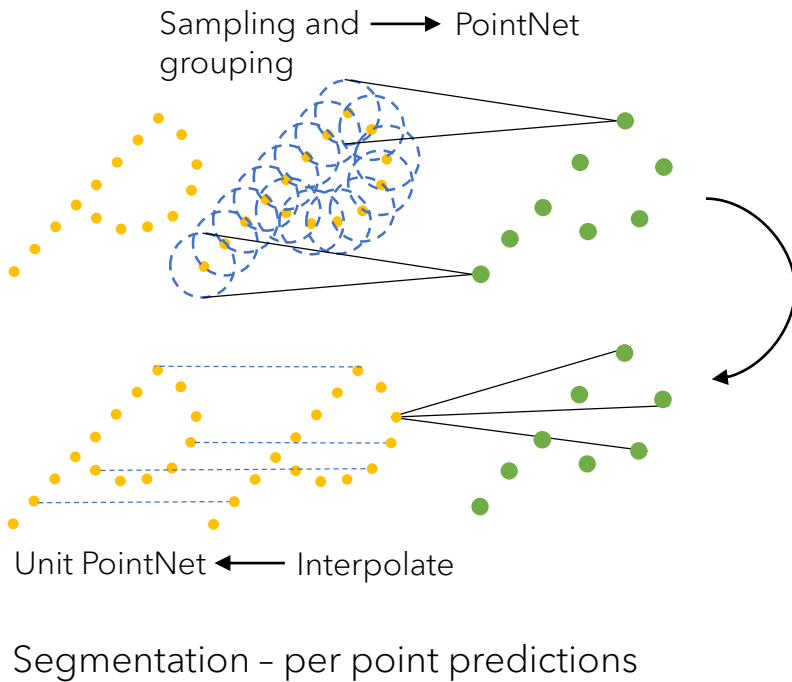 Sampling and
grouping
PointNet
Unit PointNet
Interpolate
Segmentation – per point predictions